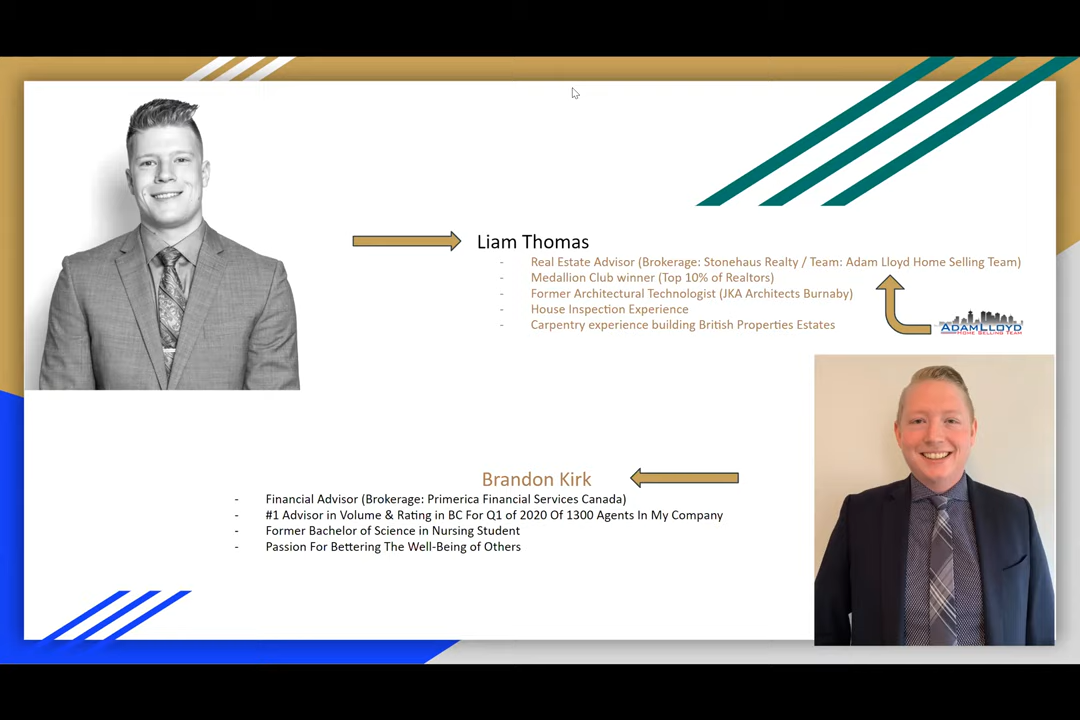 Liam Thomas
- Real Estate Advisor (Brokerage: Stonehaus Realty / Team: Adam Lloyd Home Selling Team)
- Medallion Club winner (Top 10% of Realtors)
- Former Architectural Technologist (JKA Architects Burnaby)
- House Inspection Experience
- Carpentry experience building British Properties Estates
ADAMLLOYD
HOME SELLING TEAM
Brandon Kirk
- Financial Advisor (Brokerage: Primerica Financial Services Canada)
- #1 Advisor in Volume & Rating in BC For Q1 of 2020 Of 1300 Agents In My Company
- Former Bachelor of Science in Nursing Student
- Passion For Bettering The Well-Being of Others